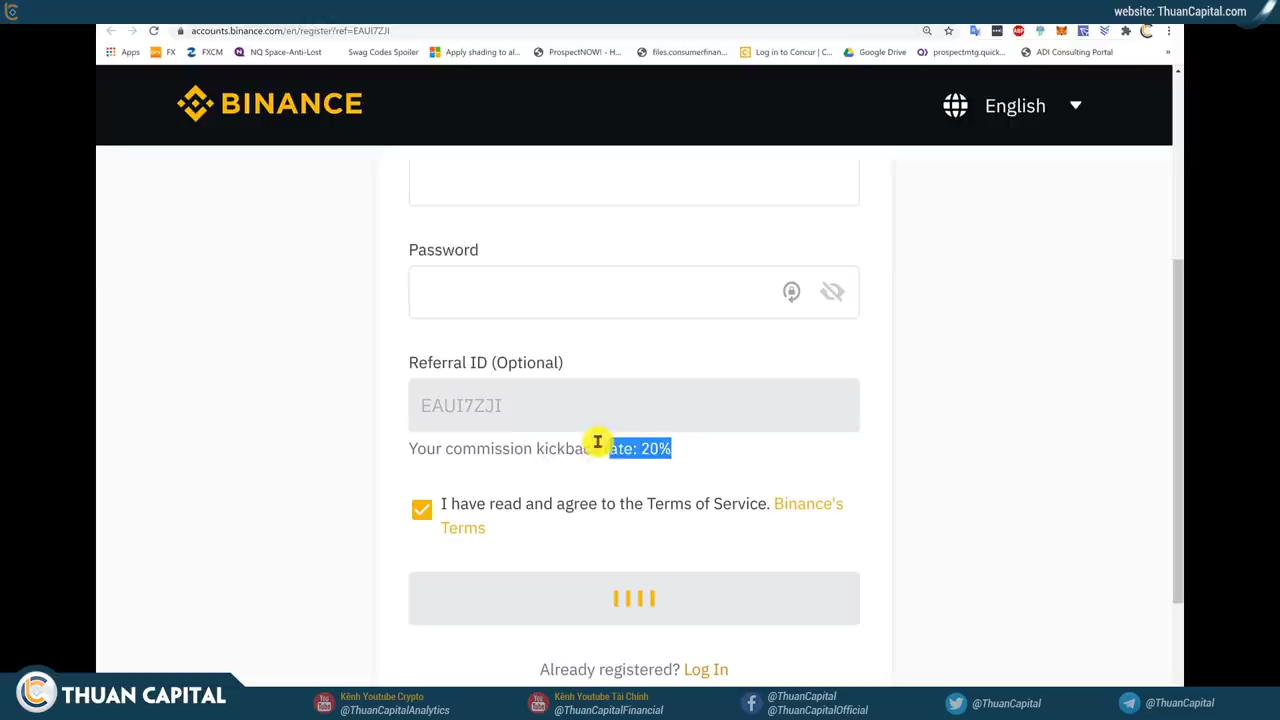 website: ThuanCapital.com
accounts.binance.com/en/register?ref=EAUI7ZJI
Apps FX FXCM NQ Space-Anti-Lost Swag Codes Spoiler Apply shading to al... ProspectNOW! - H... files.consumerfinan... Log in to Concur | C... Google Drive prospectmtg.quick... ADI Consulting Portal »
BINANCE English
Password
Referral ID (Optional)
EAUI7ZJI
Your commission kickback rate: 20%
I have read and agree to the Terms of Service. Binance's
Terms
Already registered? Log In
THUAN CAPITAL
Kênh Youtube Crypto
@ThuanCapitalAnalytics
Kênh Youtube Tài Chính
@ThuanCapitalFinancial
@ThuanCapital
@ThuanCapitalOfficial
@ThuanCapital
@ThuanCapital